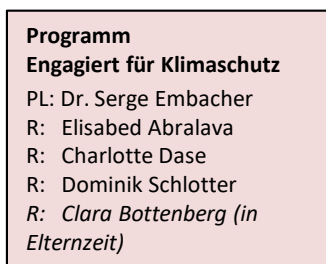 Programm
Engagiert für Klimaschutz
PL: Dr. Serge Embacher
R: Elisabed Abralava
R: Charlotte Dase
R: Dominik Schlotter
R: Clara Bottenberg (in
Elternzeit)